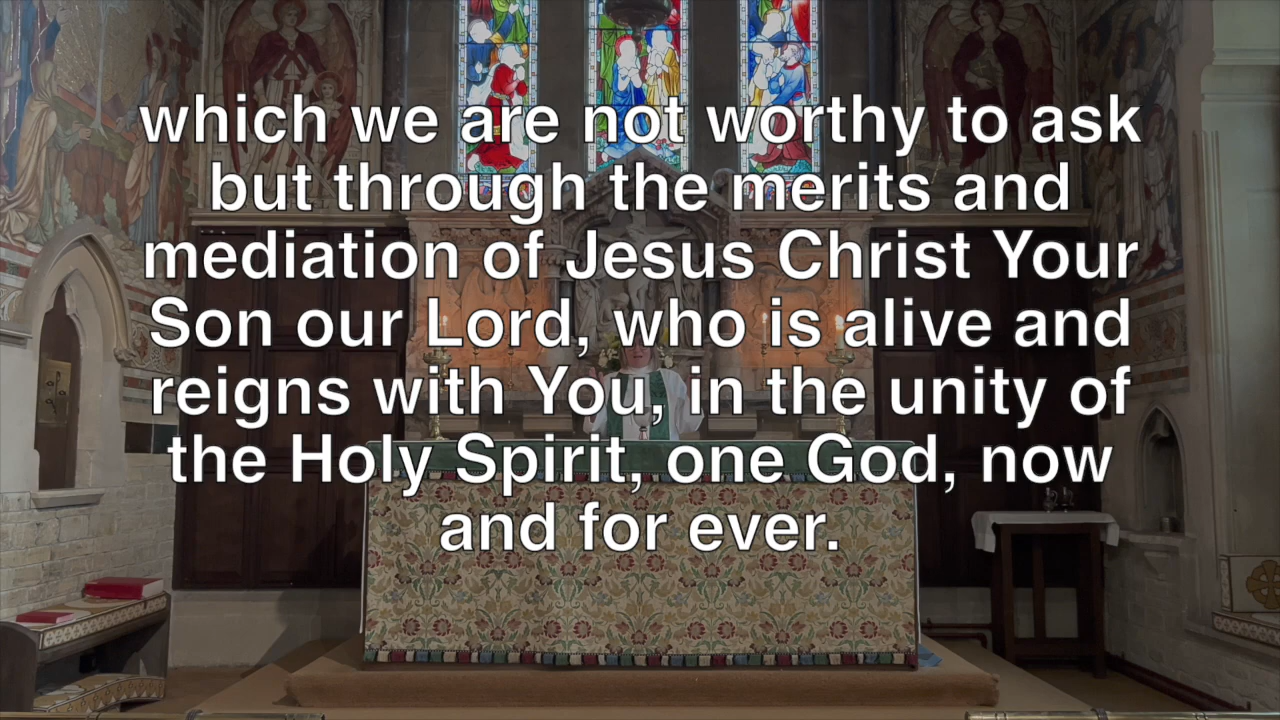 which we are not worthy to ask
but through the merits and
mediation of Jesus Christ Your
Son our Lord, who is alive and
reigns with You, in the unity of
the Holy Spirit, one God, now
and for ever.